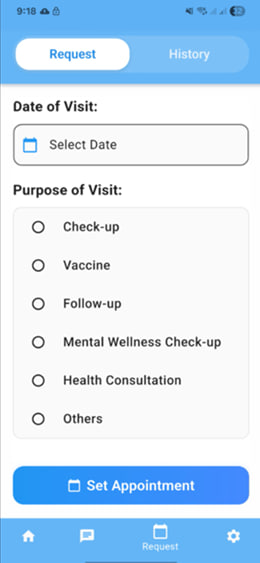 9:18
Request
History
Date of Visit:
Select Date
Purpose of Visit:
Check-up
Vaccine
Follow-up
Mental Wellness Check-up
Health Consultation
Others
Set Appointment
Request